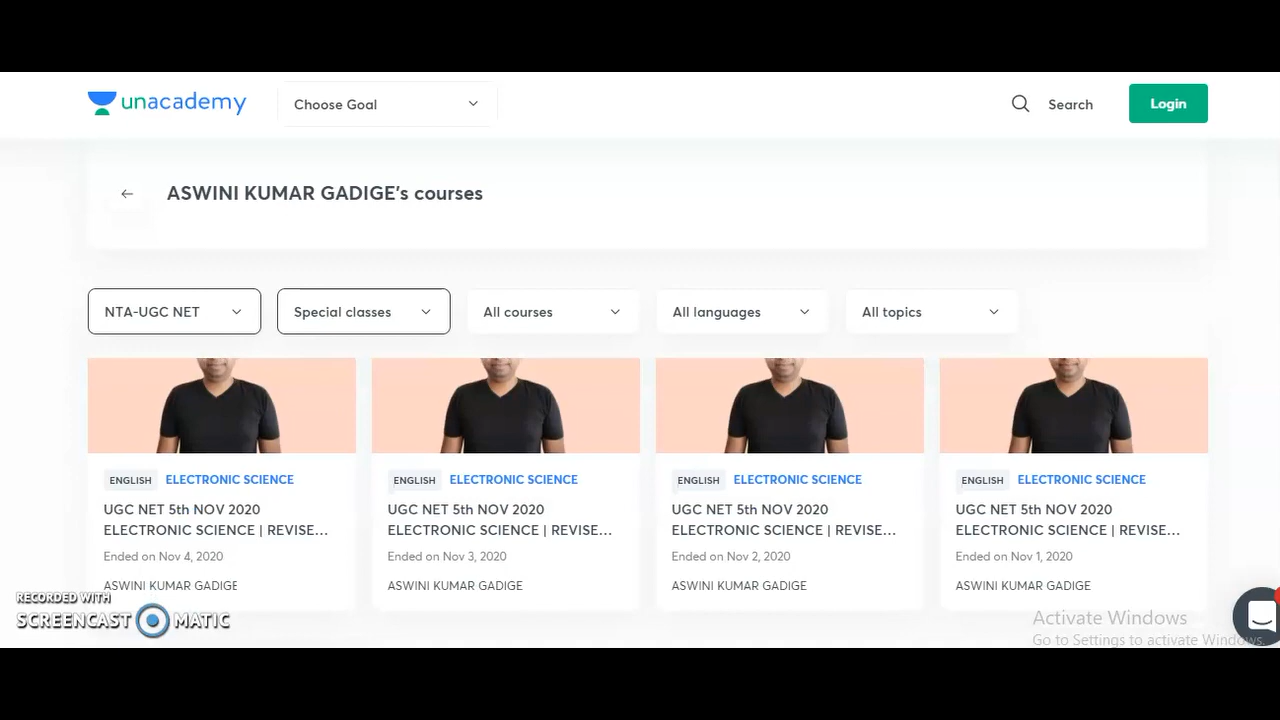 unacademy
Choose Goal
Search
Login
ASWINI KUMAR GADIGE's courses
NTA-UGC NET
Special classes
All courses
All languages
All topics
ENGLISH ELECTRONIC SCIENCE
UGC NET 5th NOV 2020
ELECTRONIC SCIENCE | REVISE...
Ended on Nov 4, 2020
ASWINI KUMAR GADIGE
ENGLISH ELECTRONIC SCIENCE
UGC NET 5th NOV 2020
ELECTRONIC SCIENCE | REVISE...
Ended on Nov 3, 2020
ASWINI KUMAR GADIGE
ENGLISH ELECTRONIC SCIENCE
UGC NET 5th NOV 2020
ELECTRONIC SCIENCE | REVISE...
Ended on Nov 2, 2020
ASWINI KUMAR GADIGE
ENGLISH ELECTRONIC SCIENCE
UGC NET 5th NOV 2020
ELECTRONIC SCIENCE | REVISE...
Ended on Nov 1, 2020
ASWINI KUMAR GADIGE
RECORDED WITH
SCREENCAST MATIC
Activate Windows
Go to Settings to activate Windows.